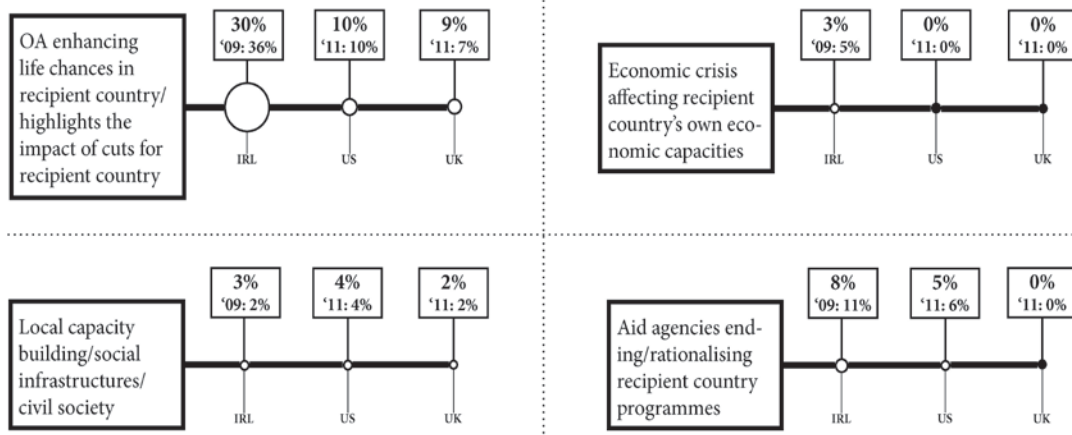 30%
‘09: 36%
10%
‘11: 10%
9%
‘11: 7%
OA enhancing
life chances in
recipient country/
highlights the
impact of cuts for
recipient country
IRL
US
UK
3%
‘09: 5%
0%
‘11: 0%
0%
‘11: 0%
Economic crisis
affecting recipient
country’s own eco-
nomic capacities
IRL
US
UK
3%
‘09: 2%
4%
‘11: 4%
2%
‘11: 2%
Local capacity
building/social
infrastructures/
civil society
IRL
US
UK
8%
‘09: 11%
5%
‘11: 6%
0%
‘11: 0%
Aid agencies end-
ing/rationalising
recipient country
programmes
IRL
US
UK